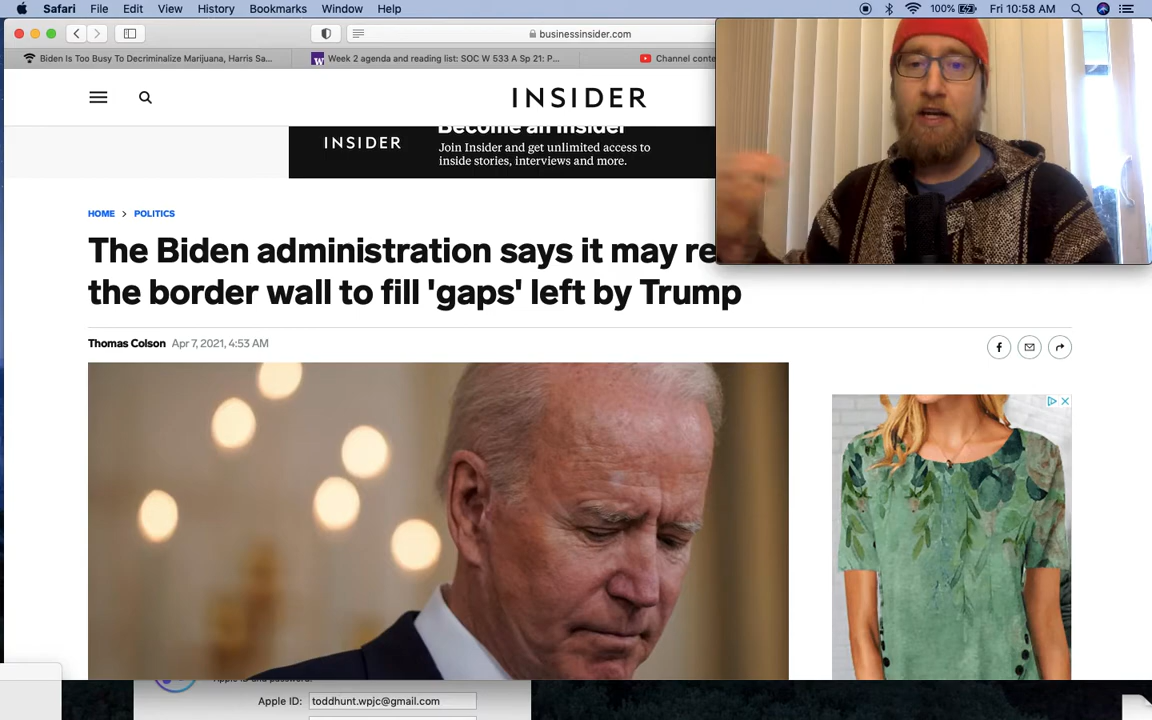 Safari File Edit View History Bookmarks Window Help 100% Fri 10:58 AM
businessinsider.com
Biden Is Too Busy To Decriminalize Marijuana, Harris Sa...
W Week 2 agenda and reading list: SOC W 533 A Sp 21: P...
Channel conte
INSIDER
Become an Insider
INSIDER
Join Insider and get unlimited access to
inside stories, interviews and more.
HOME > POLITICS
The Biden administration says it may re
the border wall to fill 'gaps' left by Trump
Thomas Colson Apr 7, 2021, 4:53 AM
Apple ID: toddhunt.wpjc@gmail.com